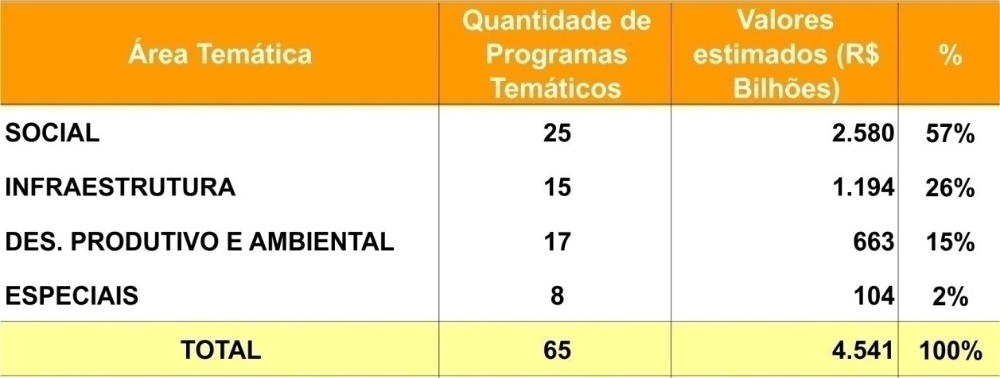 Área Temática Quantidade de Programas Temáticos Valores estimados (R$ Bilhões) %
SOCIAL 25 2.580 57%
INFRAESTRUTURA 15 1.194 26%
DES. PRODUTIVO E AMBIENTAL 17 663 15%
ESPECIAIS 8 104 2%
TOTAL 65 4.541 100%